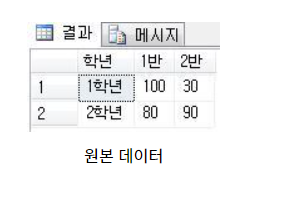 결과 메시지
학년 1반 2반
1 1학년 100 30
2 2학년 80 90
원본 데이터